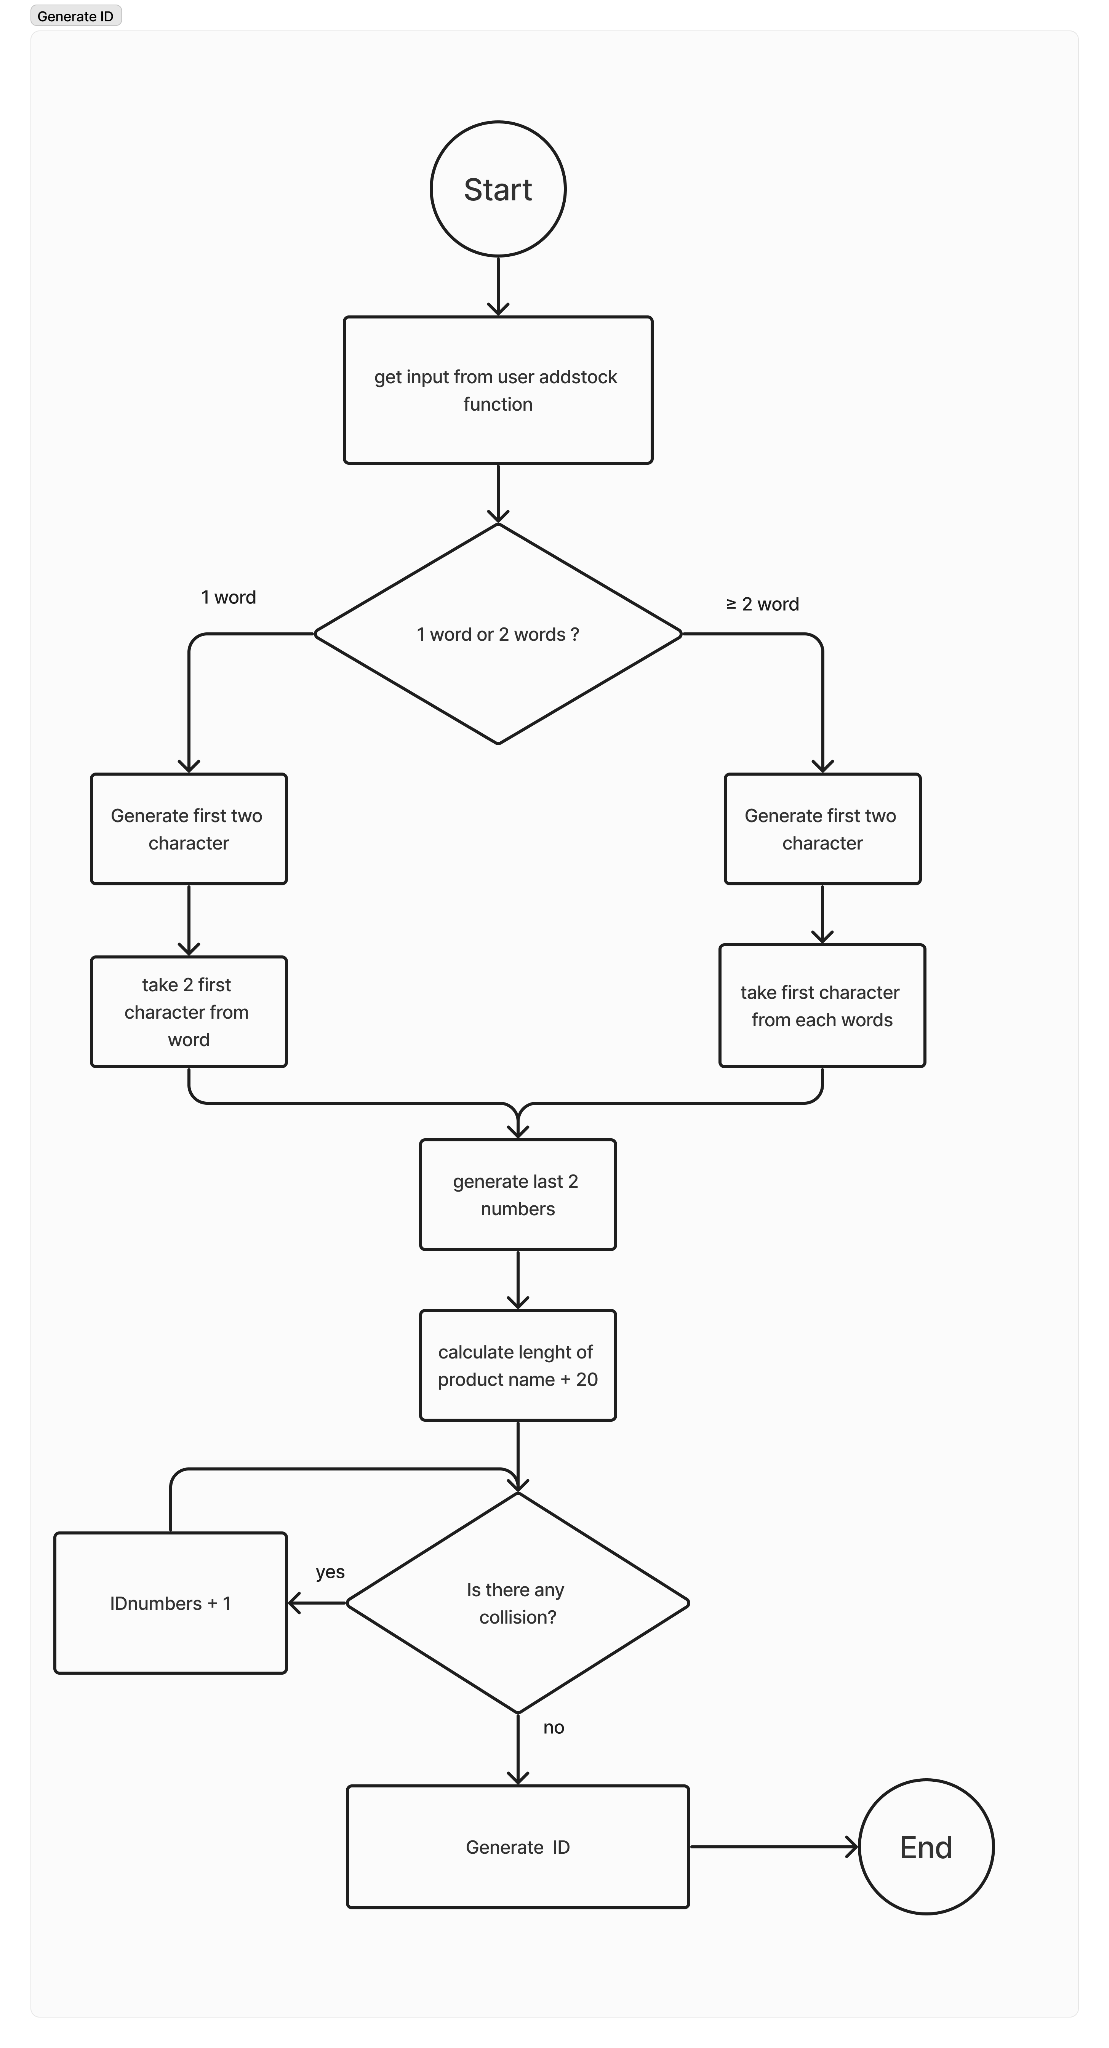 Generate ID
Start
get input from user addstock
function
1 word
≥ 2 word
1 word or 2 words ?
Generate first two
character
Generate first two
character
take 2 first
character from
word
take first character
from each words
generate last 2
numbers
calculate lenght of
product name + 20
yes
IDnumbers + 1
Is there any
collision?
no
Generate  ID
End